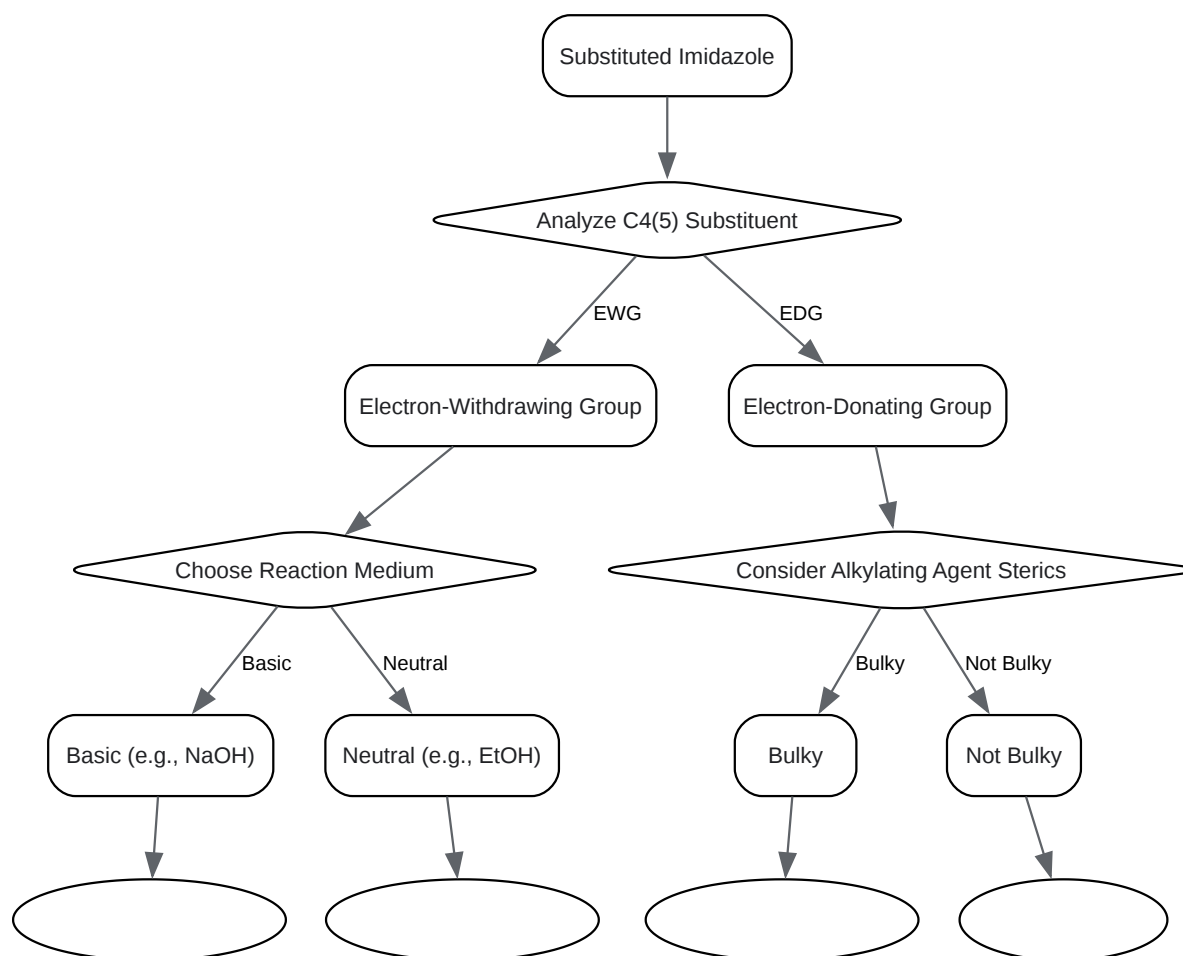 Substituted Imidazole
Analyze C4(5) Substituent
EWG
EDG
Electron-Withdrawing Group
Electron-Donating Group
Choose Reaction Medium
Consider Alkylating Agent Sterics
Basic
Neutral
Bulky
Not Bulky
Basic (e.g., NaOH)
Neutral (e.g., EtOH)
Bulky
Not Bulky